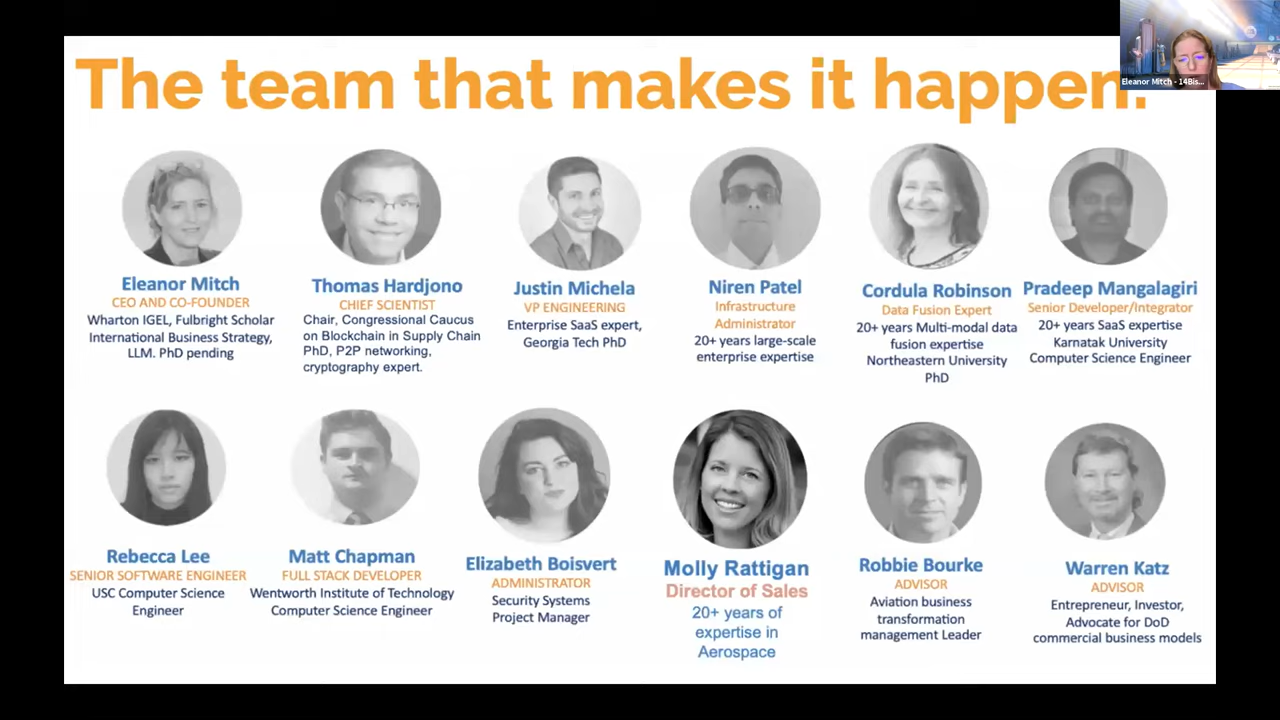 The team that makes it happen.
Eleanor Mitch - 14Bis...
Eleanor Mitch
CEO AND CO-FOUNDER
Wharton IGEL, Fulbright Scholar
International Business Strategy,
LLM. PhD pending
Thomas Hardjono
CHIEF SCIENTIST
Chair, Congressional Caucus
on Blockchain in Supply Chain
PhD, P2P networking,
cryptography expert.
Justin Michela
VP ENGINEERING
Enterprise SaaS expert,
Georgia Tech PhD
Niren Patel
Infrastructure
Administrator
20+ years large-scale
enterprise expertise
Cordula Robinson
Data Fusion Expert
20+ years Multi-modal data
fusion expertise
Northeastern University
PhD
Pradeep Mangalagiri
Senior Developer/Integrator
20+ years SaaS expertise
Karnatak University
Computer Science Engineer
Rebecca Lee
SENIOR SOFTWARE ENGINEER
USC Computer Science
Engineer
Matt Chapman
FULL STACK DEVELOPER
Wentworth Institute of Technology
Computer Science Engineer
Elizabeth Boisvert
ADMINISTRATOR
Security Systems
Project Manager
Molly Rattigan
Director of Sales
20+ years of
expertise in
Aerospace
Robbie Bourke
ADVISOR
Aviation business
transformation
management Leader
Warren Katz
ADVISOR
Entrepreneur, Investor,
Advocate for DoD
commercial business models